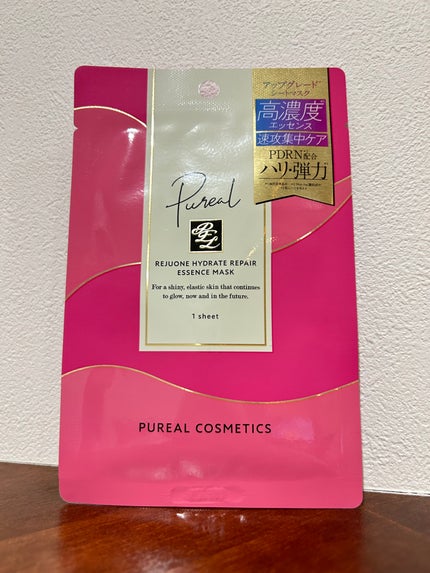 アップグレード
シートマスク
高濃度
エッセンス
速攻集中ケア
PDRN配合
ハリ・弾力
Pureal
REJUONE HYDRATE REPAIR
ESSENCE MASK
For a shiny, elastic skin that continues
to glow, now and in the future.
1 sheet
PUREAL COSMETICS